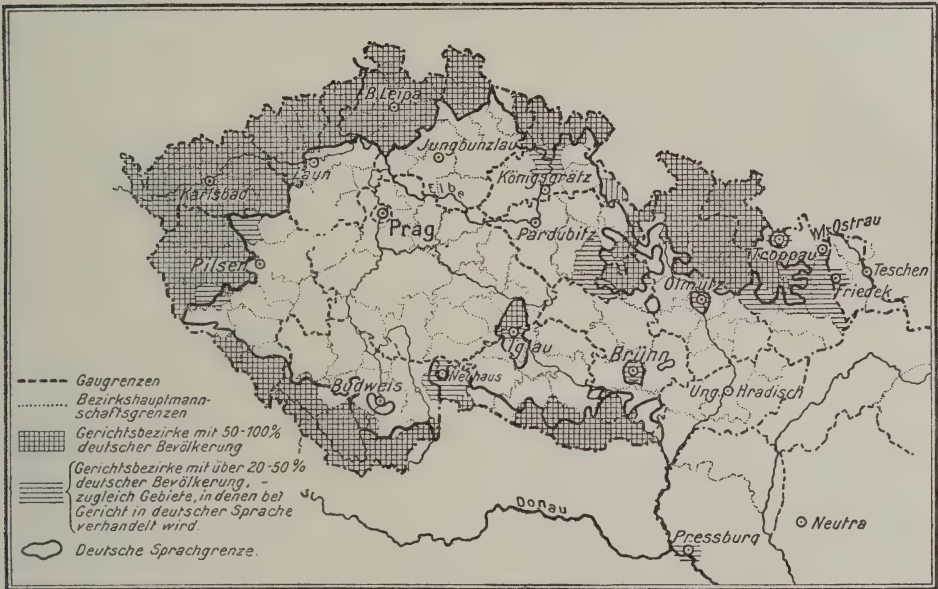 B. Leipa
Jungbunzlau
Laun
Karlsbad
Elbe
Königsgrätz
Prag
Pardubitz
M. Ostrau
Troppau
Teschen
Pilsen
Olmütz
Friedek
Iglau
Brünn
Neuhaus
Budweis
Ung. Hradisch
Gaugrenzen
Bezirkshauptmann-
schaftsgrenzen
Gerichtsbezirke mit 50-100%
deutscher Bevölkerung
Gerichtsbezirke mit über 20-50%
deutscher Bevölkerung, -
zugleich Gebiete, in denen bei
Gericht in deutscher Sprache
verhandelt wird.
Deutsche Sprachgrenze.
Donau
Neutra
Pressburg